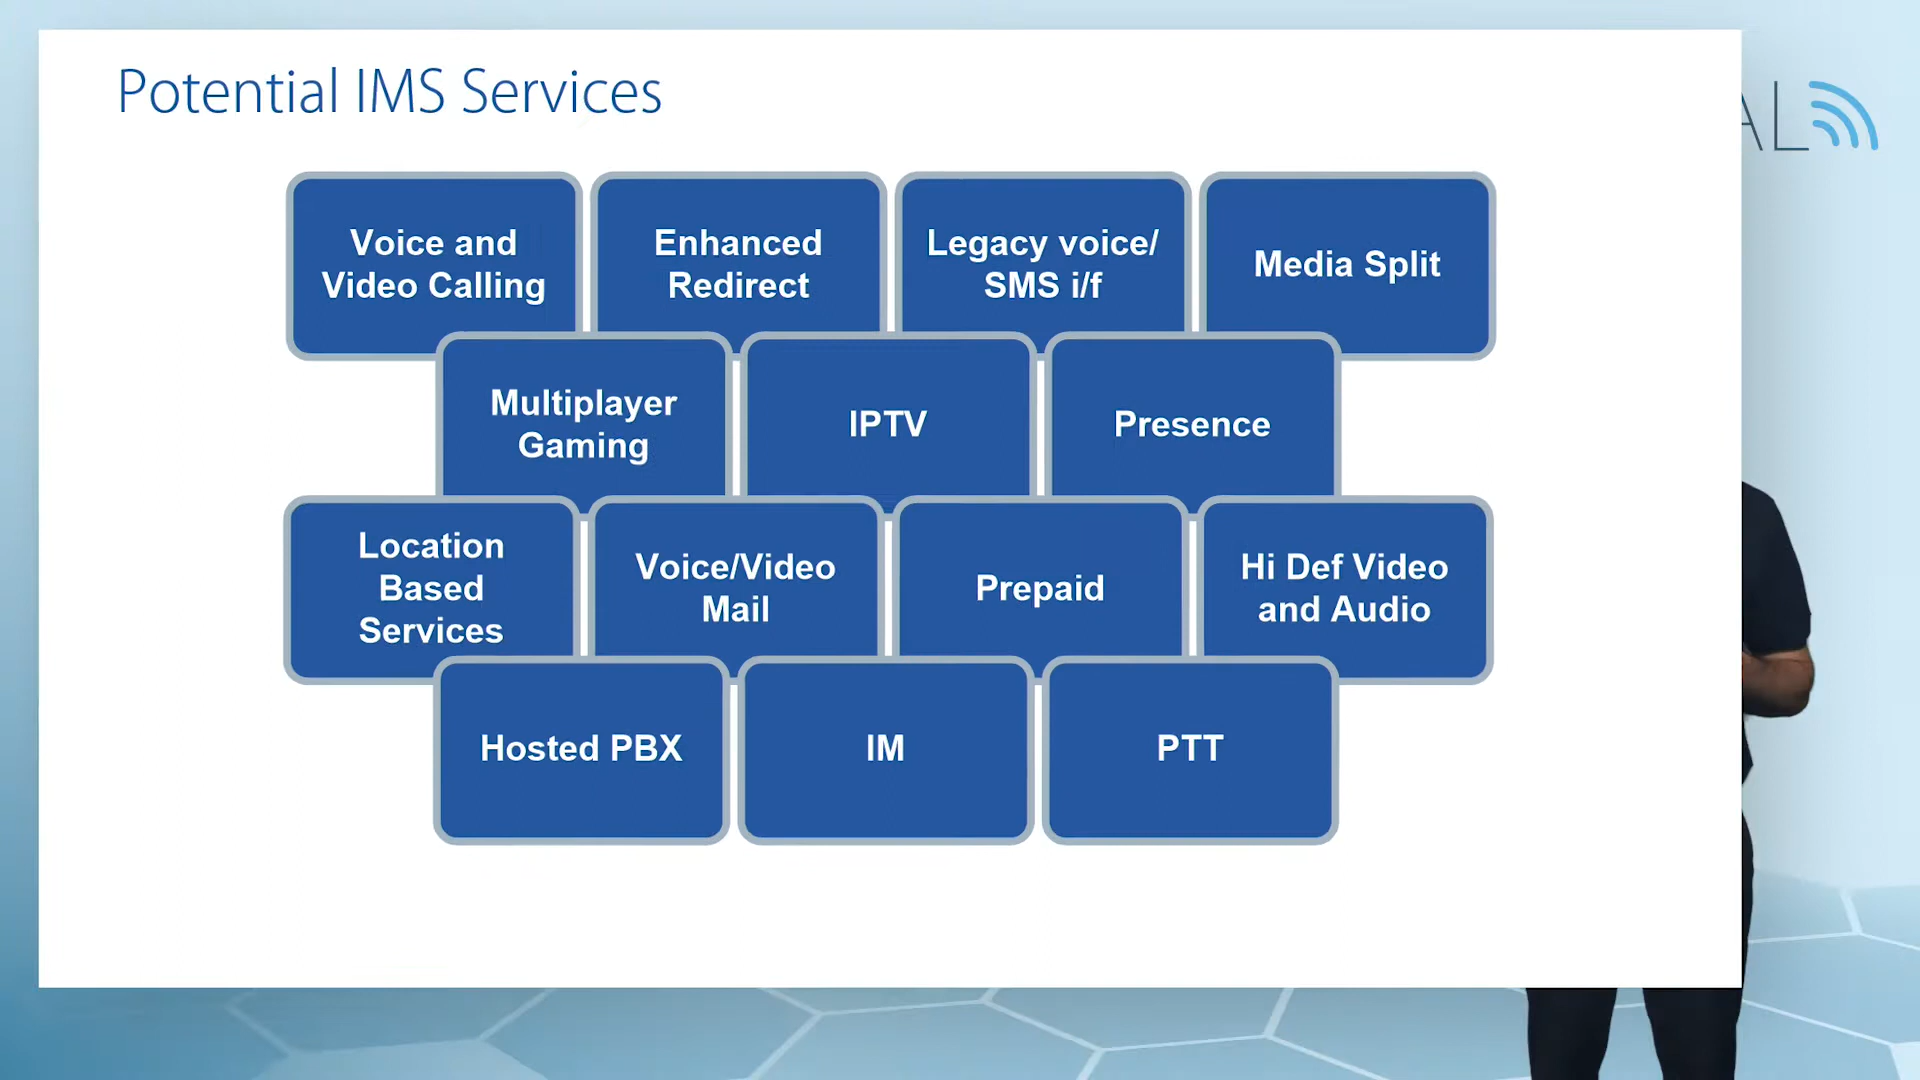 Potential IMS Services
AL
Voice and
Video Calling
Enhanced
Redirect
Legacy voice/
SMS i/f
Media Split
Multiplayer
Gaming
IPTV
Presence
Location
Based
Services
Voice/Video
Mail
Prepaid
Hi Def Video
and Audio
Hosted PBX
IM
PTT